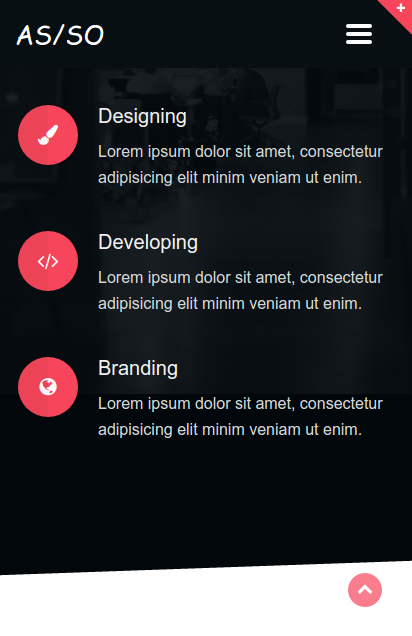 AS/SO
+
Designing
Lorem ipsum dolor sit amet, consectetur
adipisicing elit minim veniam ut enim.
Developing
Lorem ipsum dolor sit amet, consectetur
adipisicing elit minim veniam ut enim.
Branding
Lorem ipsum dolor sit amet, consectetur
adipisicing elit minim veniam ut enim.